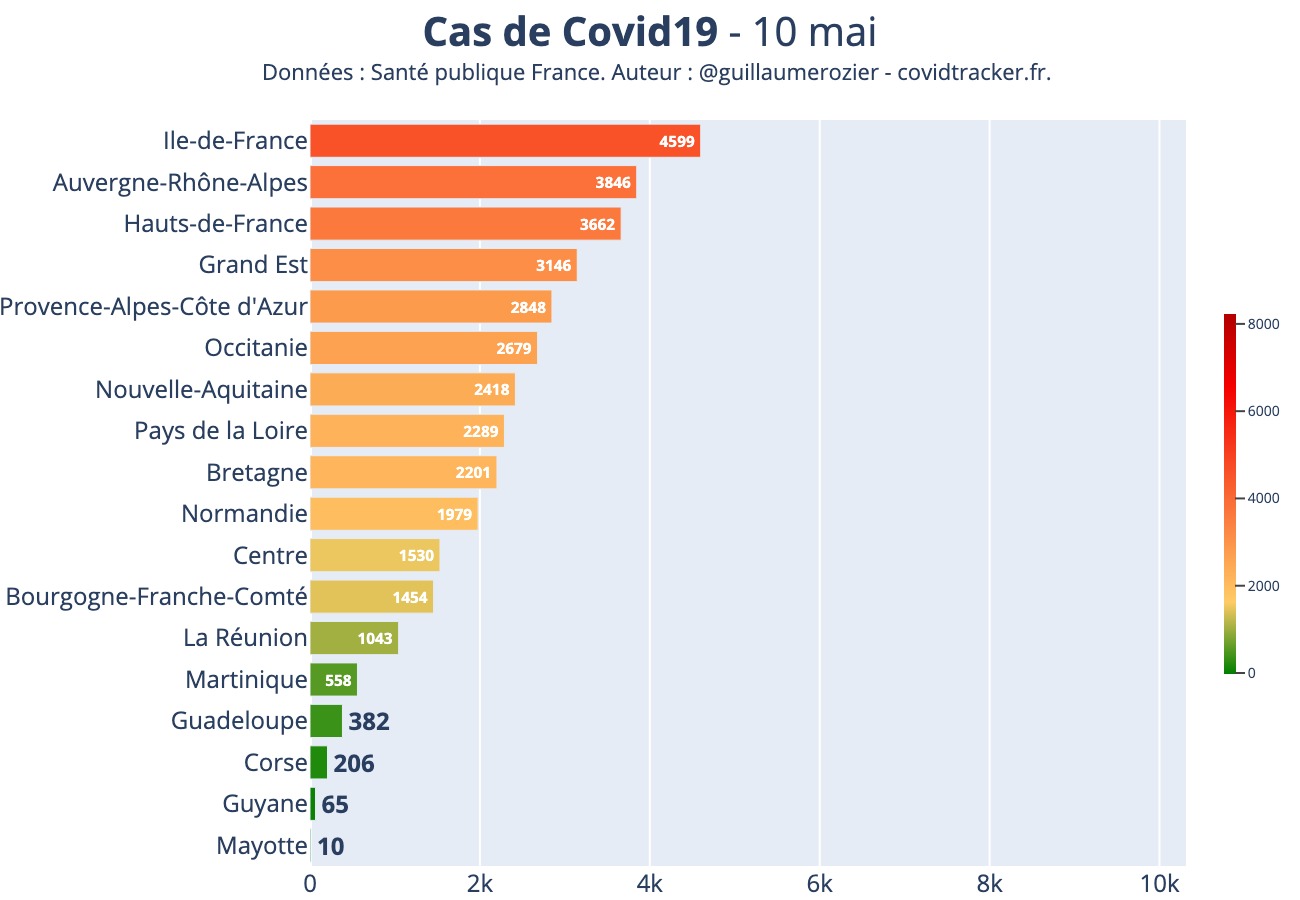 Cas de Covid19 - 10 mai
Données : Santé publique France. Auteur : @guillaumerozier - covidtracker.fr.
Ile-de-France 4599
Auvergne-Rhône-Alpes 3846
Hauts-de-France 3662
Grand Est 3146
Provence-Alpes-Côte d'Azur 2848
Occitanie 2679
Nouvelle-Aquitaine 2418
Pays de la Loire 2289
Bretagne 2201
Normandie 1979
Centre 1530
Bourgogne-Franche-Comté 1454
La Réunion 1043
Martinique 558
Guadeloupe 382
Corse 206
Guyane 65
Mayotte 10
0 2k 4k 6k 8k 10k
8000
6000
4000
2000
0